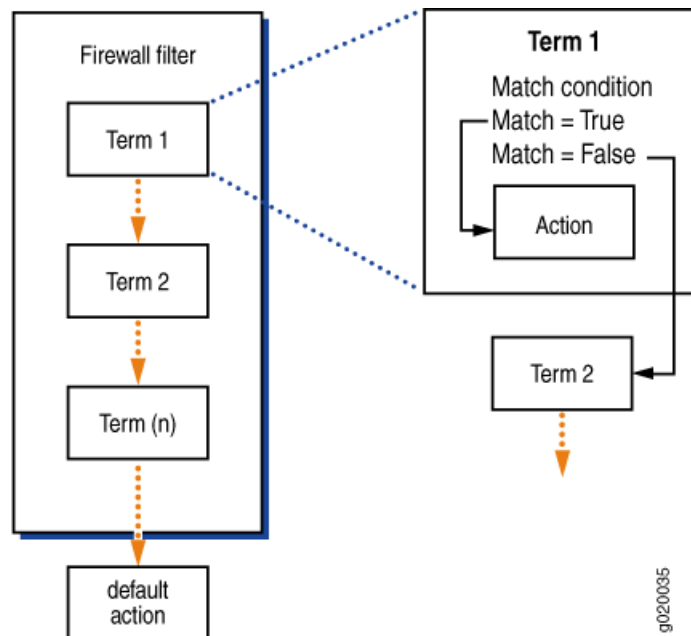 Firewall filter
Term 1
Term 2
Term (n)
default
action
Term 1
Match condition
Match = True
Match = False
Action
Term 2
g020035